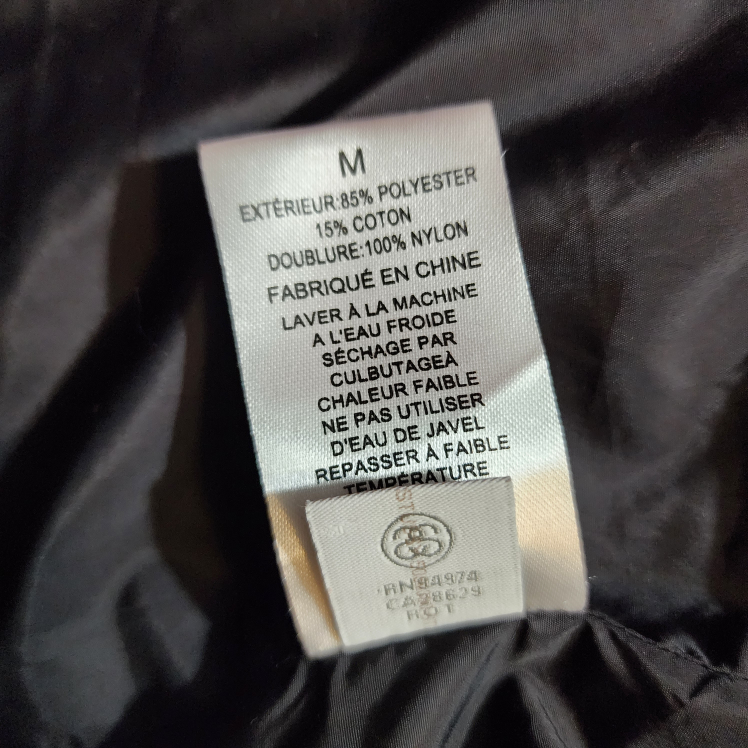 M
EXTÉRIEUR:85% POLYESTER
15% COTON
DOUBLURE:100% NYLON
FABRIQUÉ EN CHINE
LAVER À LA MACHINE
A L'EAU FROIDE
SÉCHAGE PAR
CULBUTAGEÀ
CHALEUR FAIBLE
NE PAS UTILISER
D'EAU DE JAVEL
REPASSER À FAIBLE
TEMPÉRATURE
RN94974